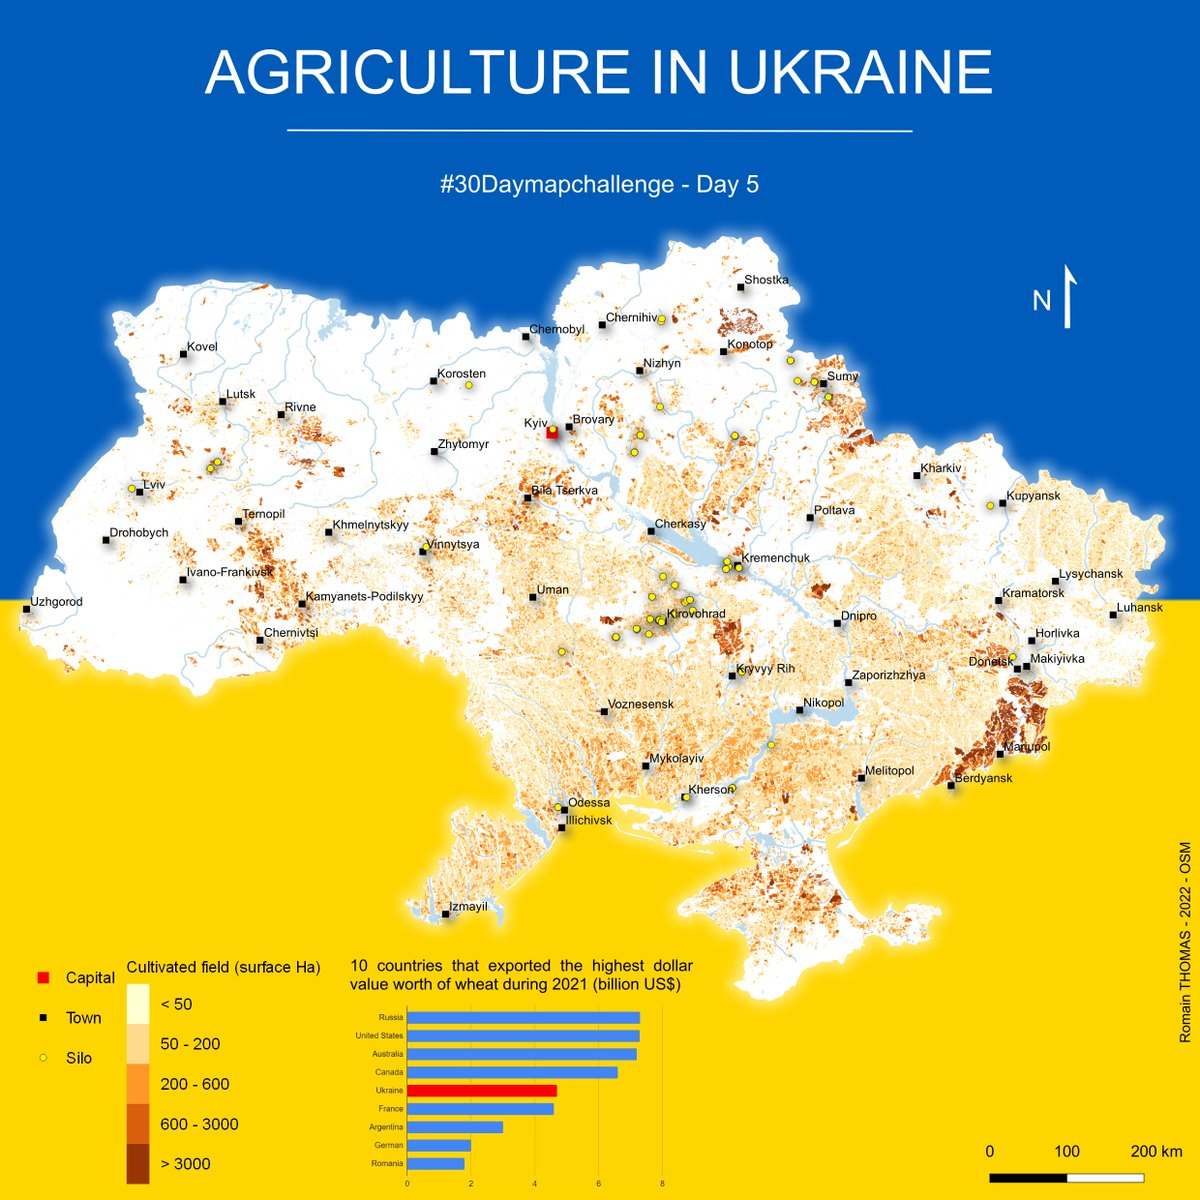 AGRICULTURE IN UKRAINE
#30Daymapchallenge - Day 5
N
Shostka
Chernihiv
Chernobyl
Konotop
Kovel
Nizhyn
Korosten
Sumy
Lutsk
Rivne
Kyiv
Brovary
Zhytomyr
Kharkiv
Lviv
Bila Tserkva
Kupyansk
Ternopil
Poltava
Khmelnytskyy
Cherkasy
Drohobych
Vinnytsya
Kremenchuk
Ivano-Frankivsk
Lysychansk
Uman
Kramatorsk
Kamyanets-Podilskyy
Uzhgorod
Luhansk
Kirovohrad
Dnipro
Chernivtsi
Horlivka
Donetsk
Makiyivka
Kryvyy Rih
Zaporizhzhya
Voznesensk
Nikopol
Mariupol
Mykolayiv
Melitopol
Berdyansk
Kherson
Odessa
Illichivsk
Izmayil
Capital
Town
Silo
Cultivated field (surface Ha)
< 50
50 - 200
200 - 600
600 - 3000
> 3000
10 countries that exported the highest dollar
value worth of wheat during 2021 (billion US$)
Russia
United States
Australia
Canada
Ukraine
France
Argentina
German
Romania
0 2 4 6 8
0 100 200 km
Romain THOMAS - 2022 - OSM